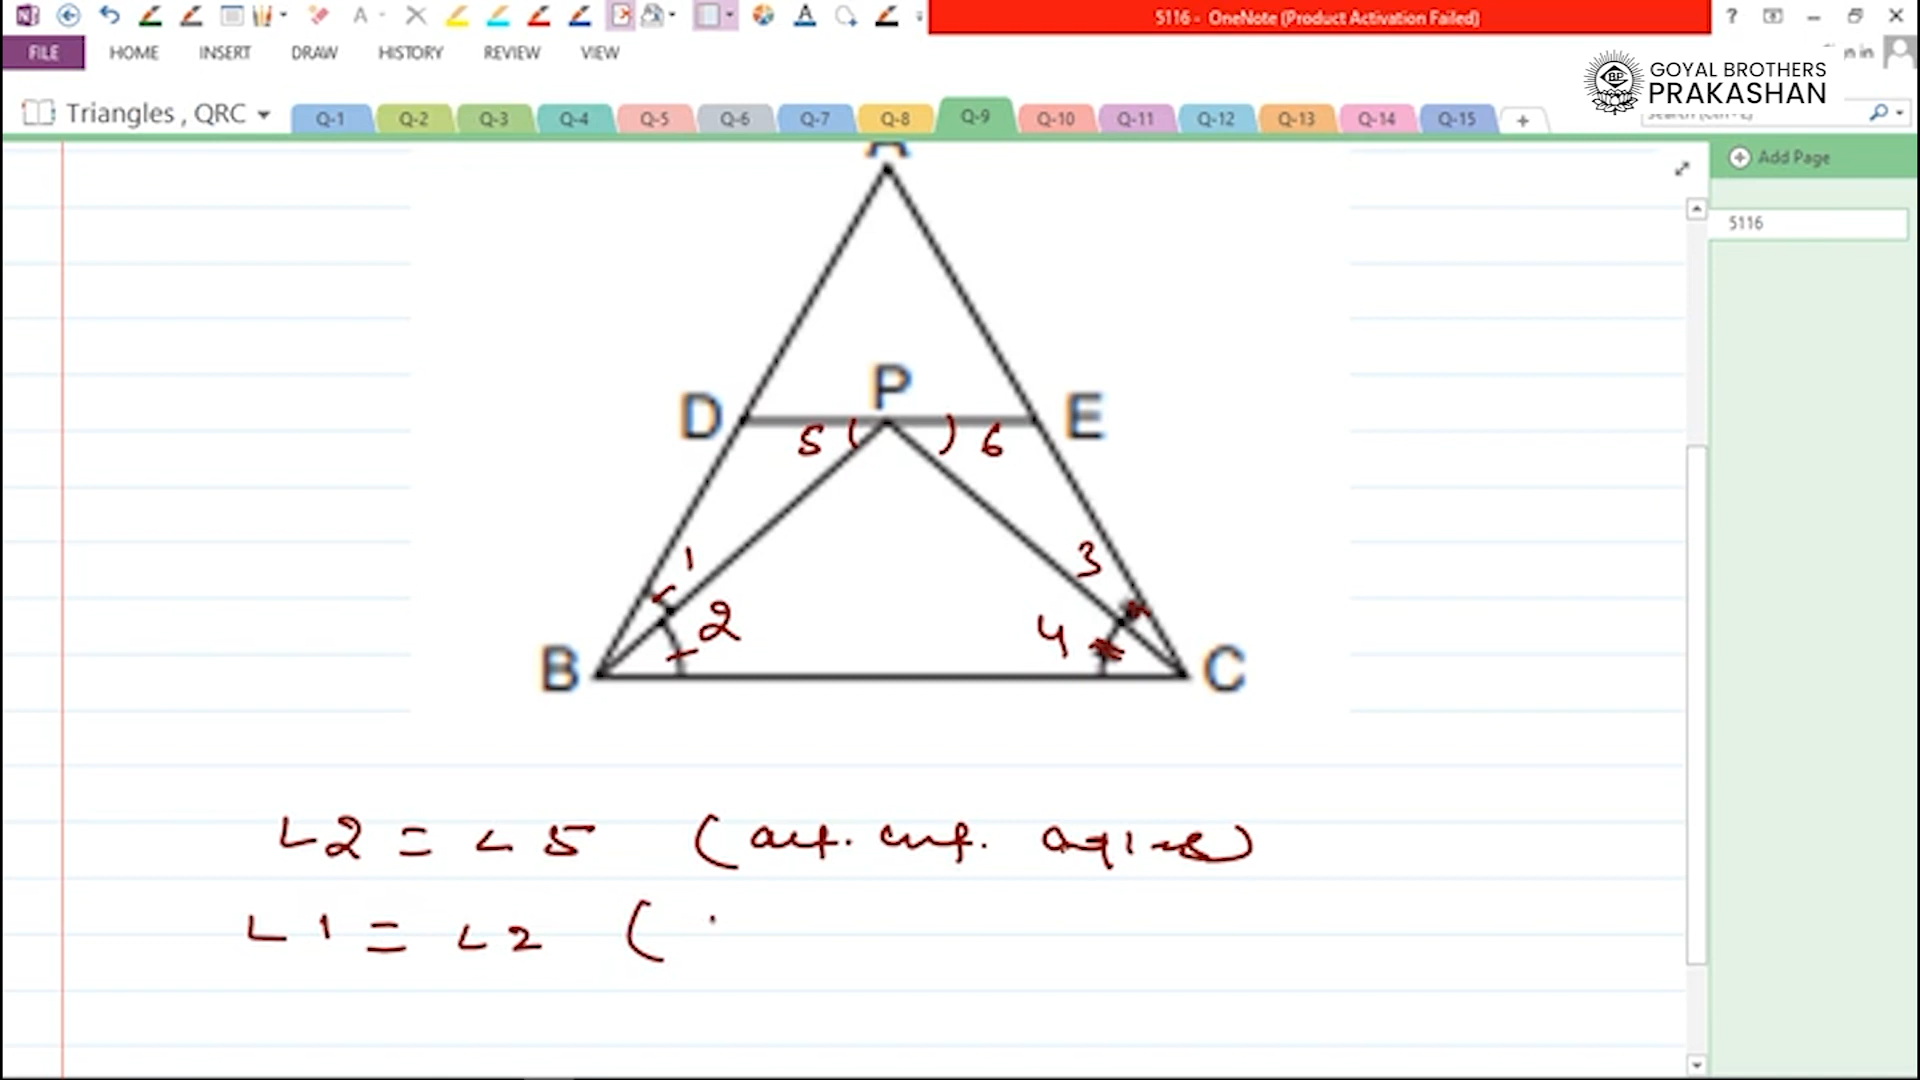 5116 - OneNote (Product Activation Failed)
?
FILE HOME INSERT DRAW HISTORY REVIEW VIEW
GOYAL BROTHERS
PRAKASHAN
Triangles , QRC
Q-1 Q-2 Q-3 Q-4 Q-5 Q-6 Q-7 Q-8 Q-9 Q-10 Q-11 Q-12 Q-13 Q-14 Q-15 +
Search (Ctrl+E)
Add Page
5116
A
P
D E
5 6
1 3
2 4
B C
∠2 = ∠5 (alt. int. angles)
∠1 = ∠2 (